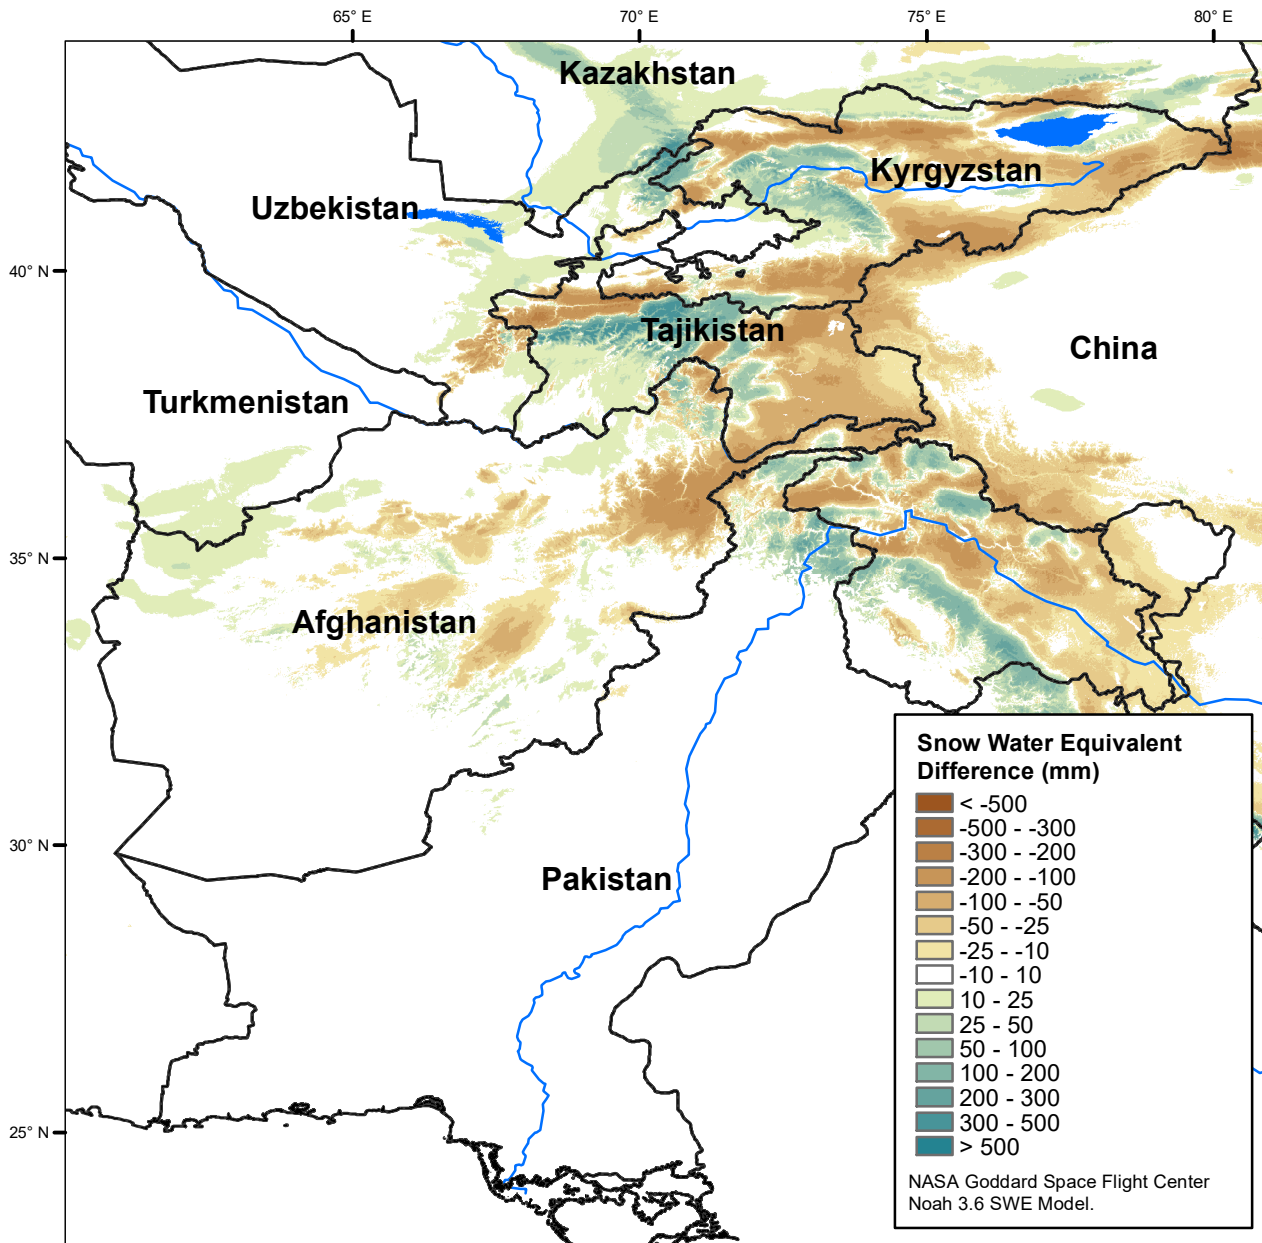 65° E
70° E
75° E
80° E
Kazakhstan
Kyrgyzstan
Uzbekistan
40° N
Tajikistan
China
Turkmenistan
35° N
Afghanistan
30° N
Pakistan
25° N
Snow Water Equivalent
Difference (mm)
< -500
-500 - -300
-300 - -200
-200 - -100
-100 - -50
-50 - -25
-25 - -10
-10 - 10
10 - 25
25 - 50
50 - 100
100 - 200
200 - 300
300 - 500
> 500
NASA Goddard Space Flight Center
Noah 3.6 SWE Model.